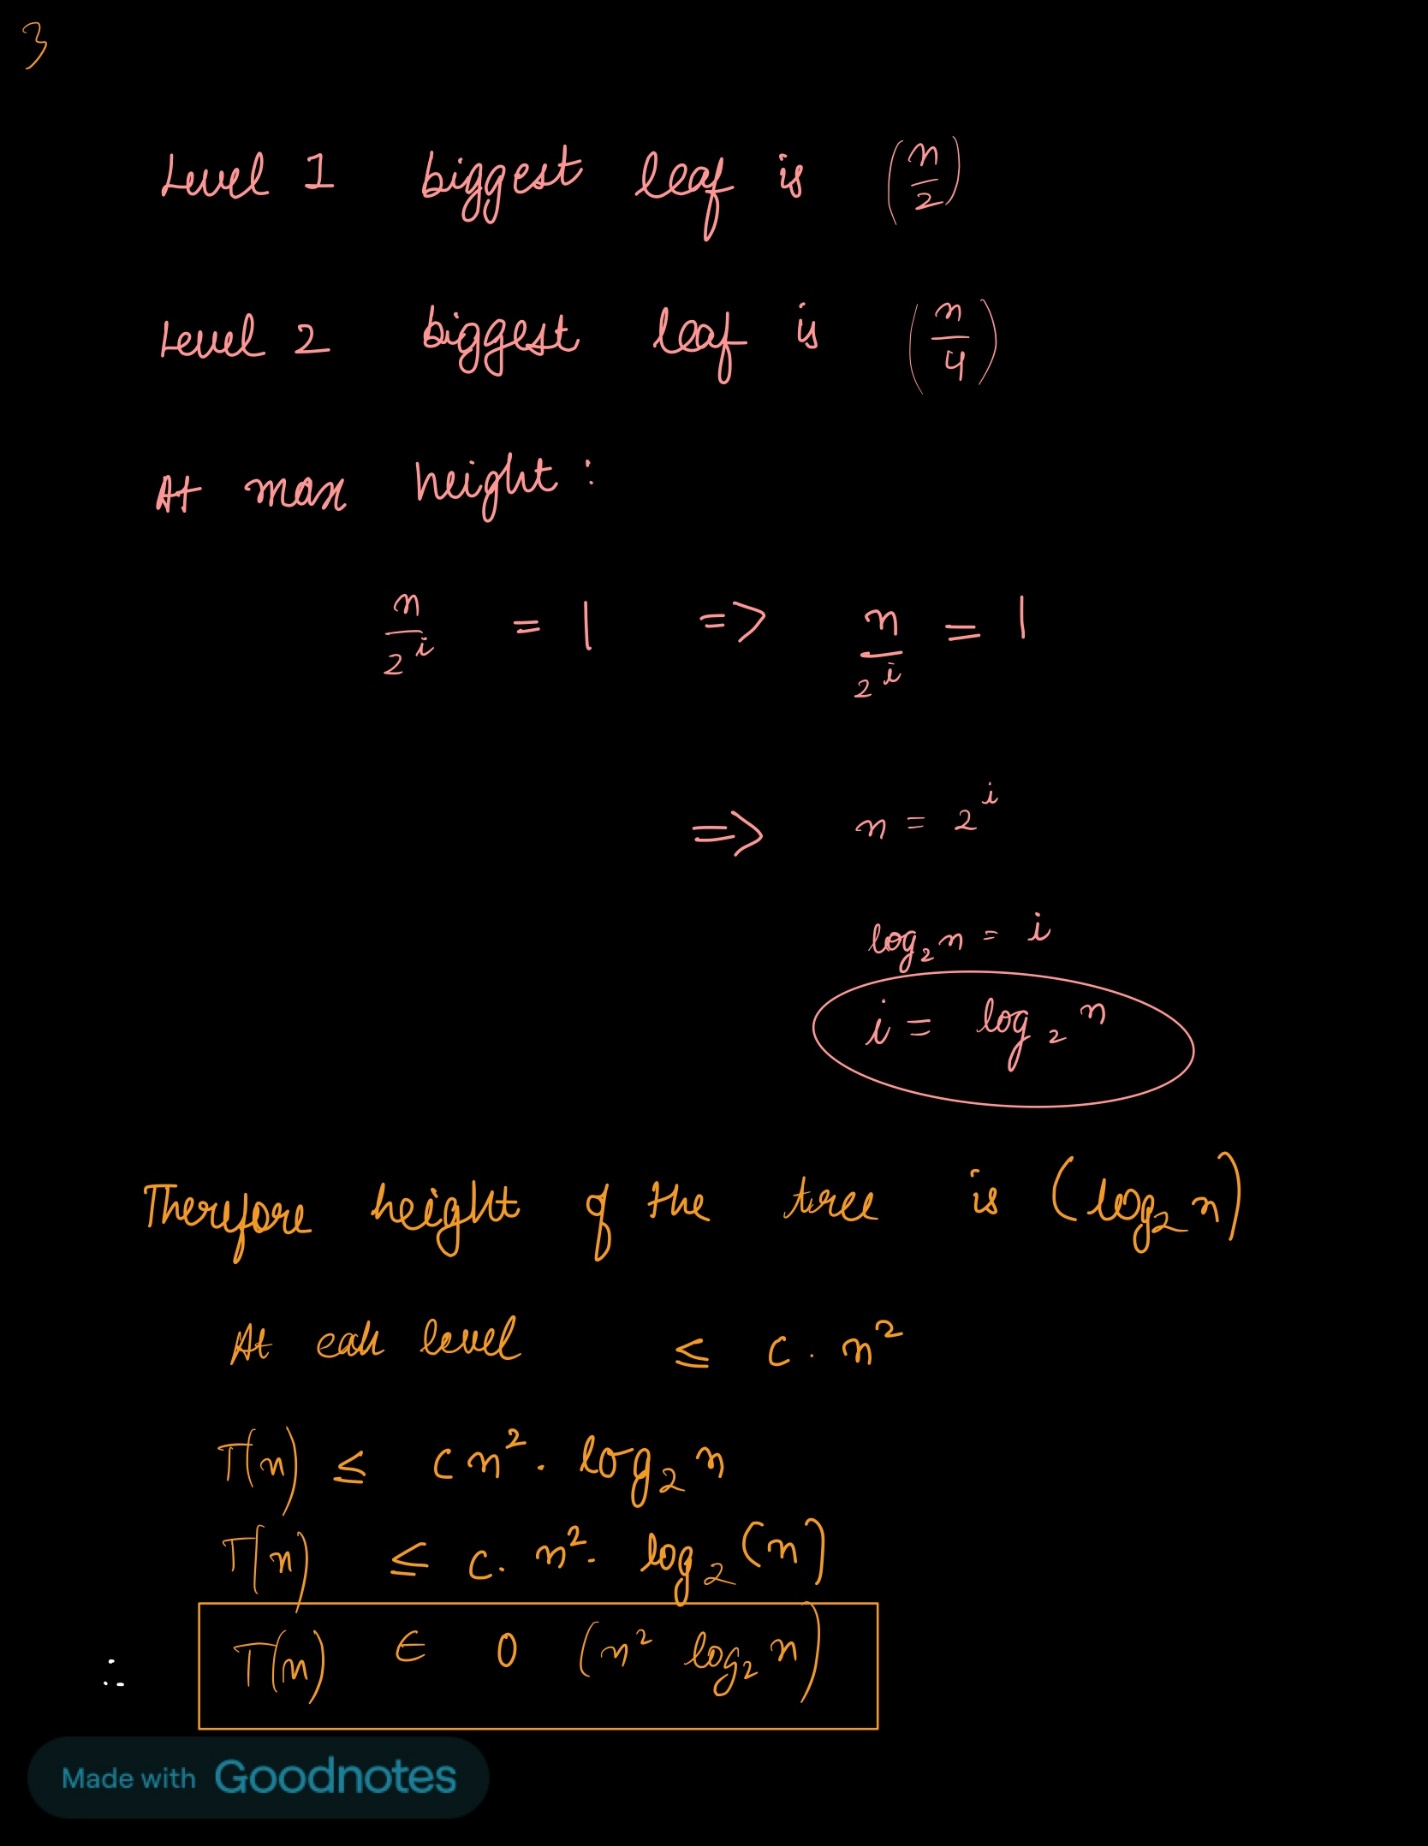 3
Level 1 biggest leaf is (n/2)
Level 2 biggest leaf is (n/4)
At max height :
n/2^i = 1 => n/2^i = 1
=> n = 2^i
log₂n = i
i = log₂ n
Therefore height of the tree is (log₂ n)
At each level ≤ c . n²
T(n) ≤ c n² . log₂ n
T(n) ≤ c. n². log₂ (n)
∴ T(n) ∈ O (n² log₂ n)
Made with Goodnotes